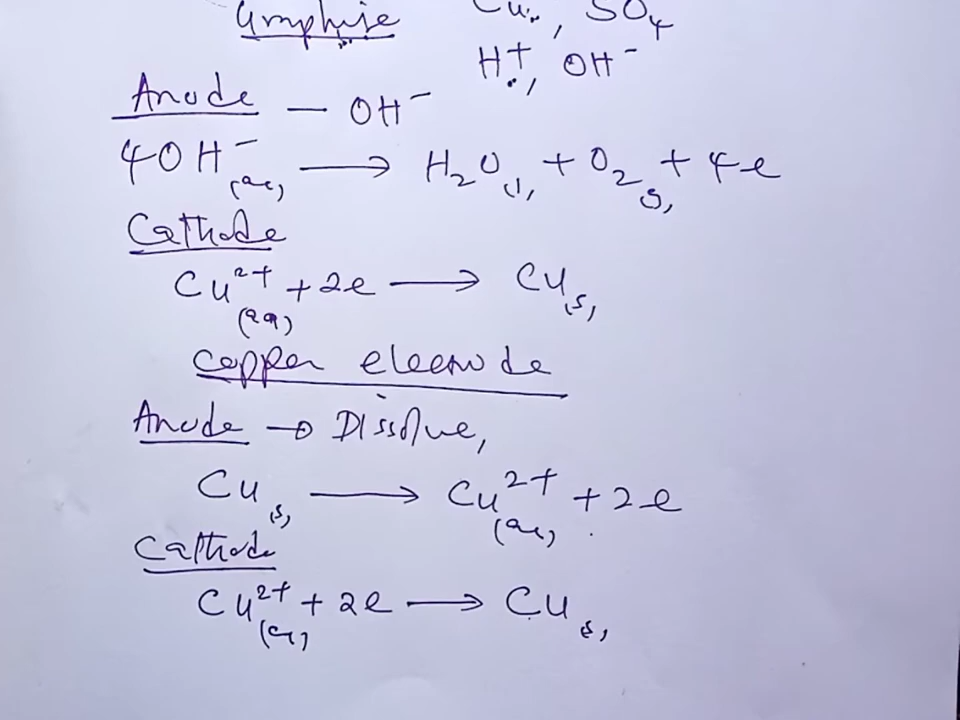 Graphise Cu.., SO4
H+, OH-
Anode - OH-
4OH-(aq) → H2O(l) + O2(g) + 4e
Cathode
Cu2+(aq) + 2e → Cu(s)
Copper electrode
Anode → Dissolve,
Cu(s) → Cu2+(aq) + 2e
Cathode
Cu2+(aq) + 2e → Cu(s)